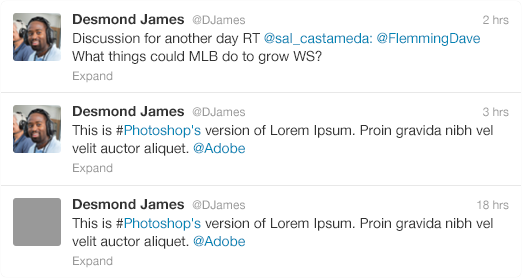 Desmond James @DJames 2 hrs
Discussion for another day RT @sal_castameda: @FlemmingDave
What things could MLB do to grow WS?
Expand
Desmond James @DJames 3 hrs
This is #Photoshop's version of Lorem Ipsum. Proin gravida nibh vel
velit auctor aliquet. @Adobe
Expand
Desmond James @DJames 18 hrs
This is #Photoshop's version of Lorem Ipsum. Proin gravida nibh vel
velit auctor aliquet. @Adobe
Expand